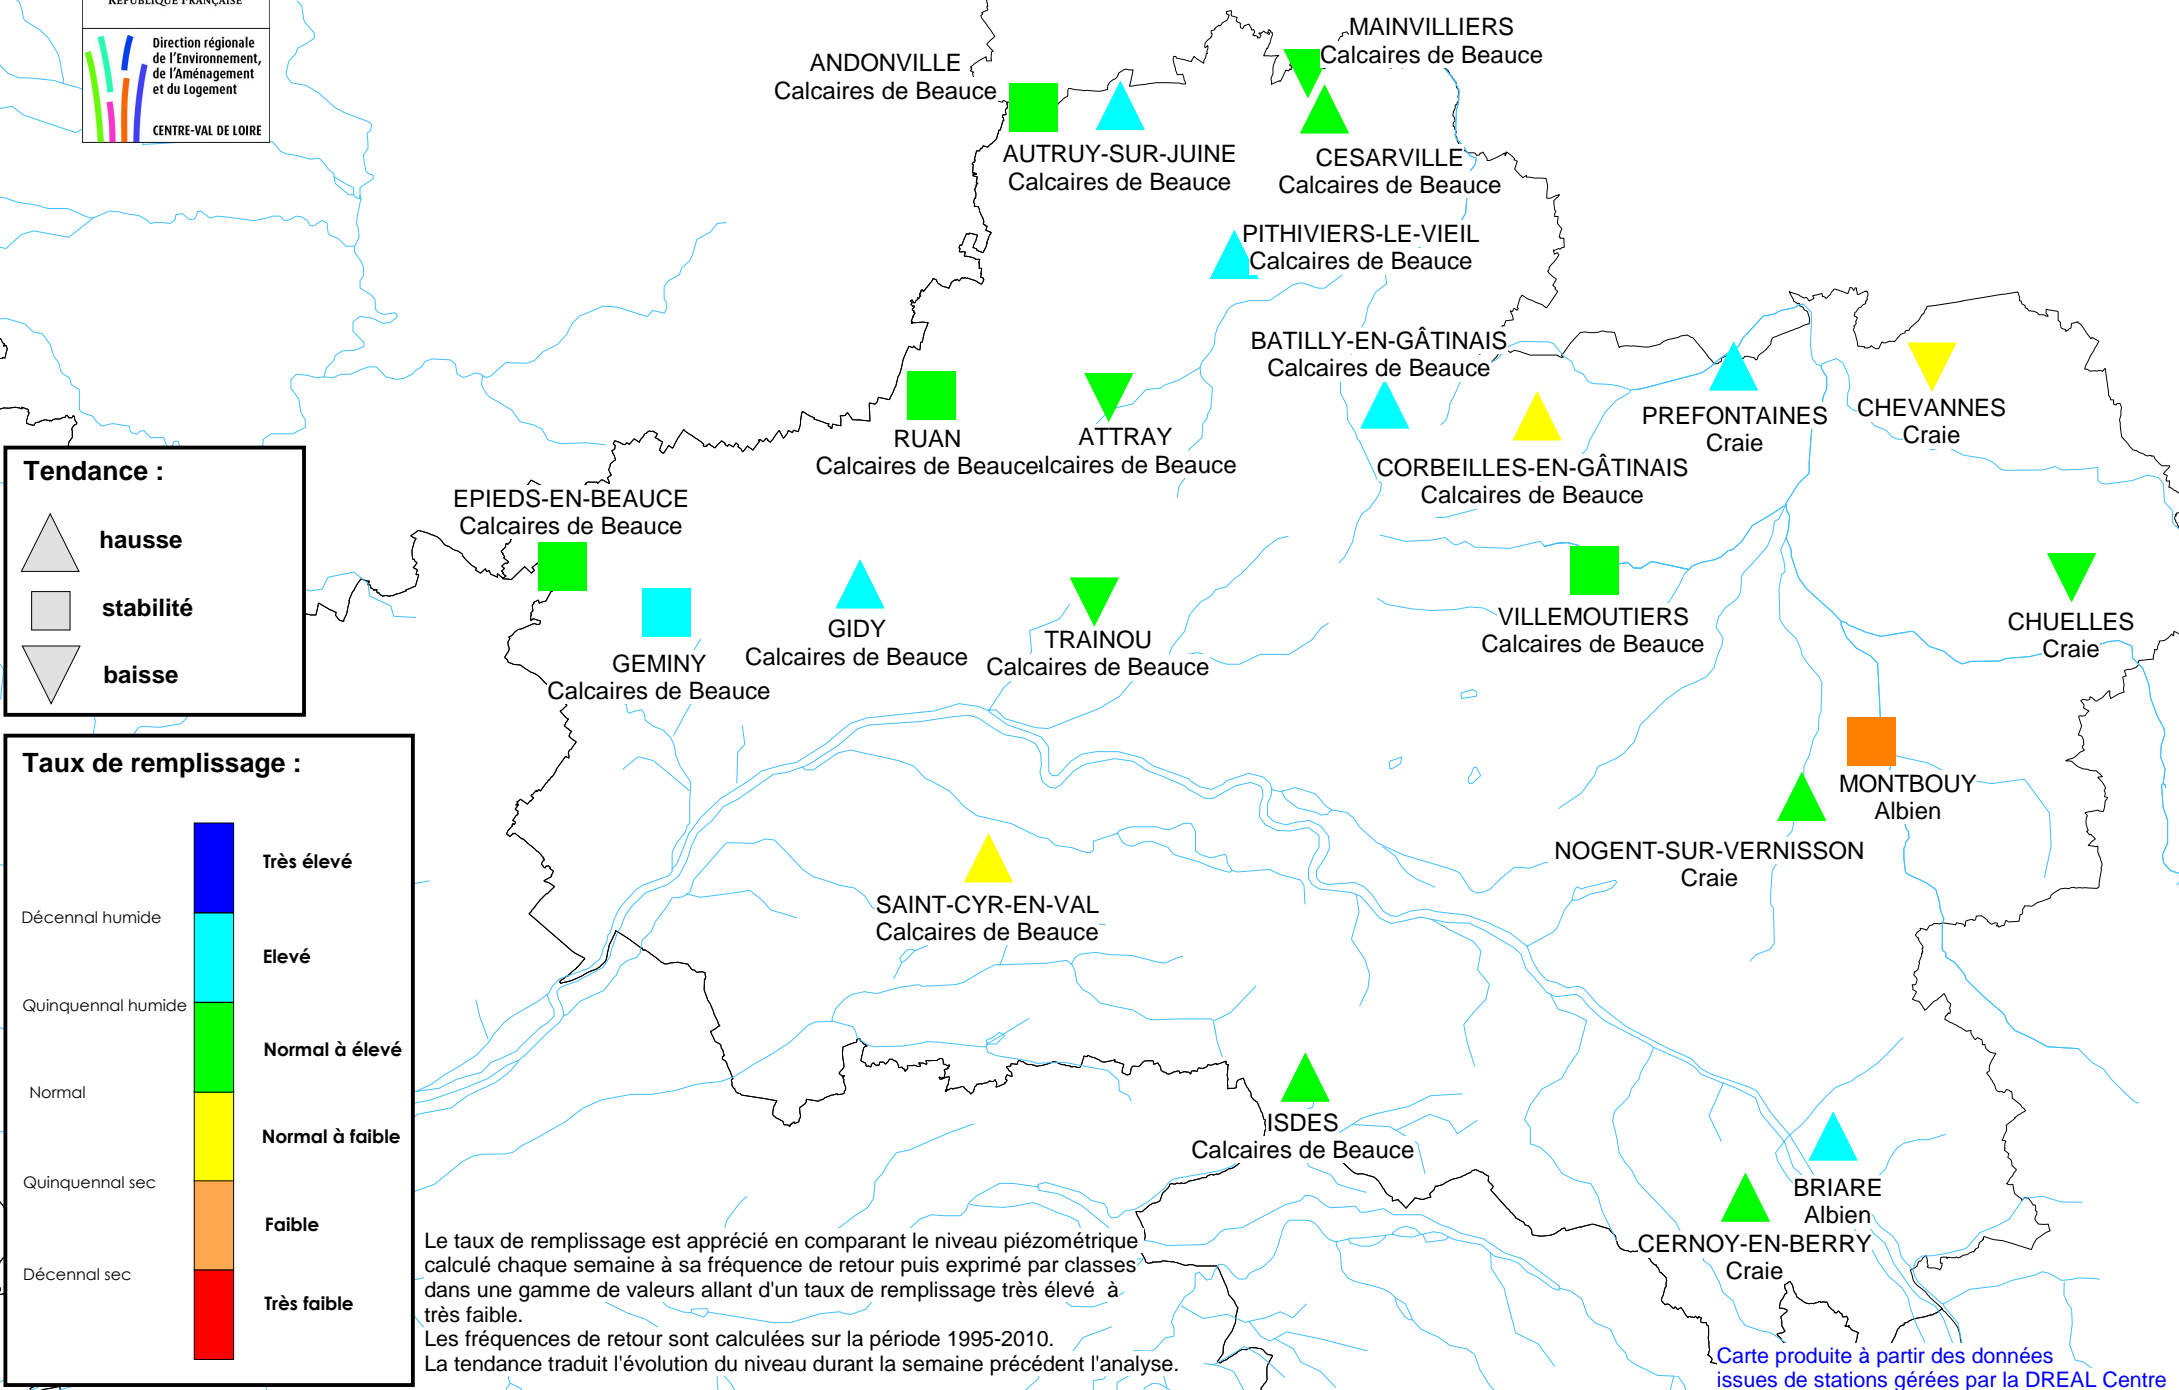 RÉPUBLIQUE FRANÇAISE
Direction régionale
de l'Environnement,
de l'Aménagement
et du Logement
CENTRE-VAL DE LOIRE
MAINVILLIERS
Calcaires de Beauce
ANDONVILLE
Calcaires de Beauce
AUTRUY-SUR-JUINE
Calcaires de Beauce
CESARVILLE
Calcaires de Beauce
PITHIVIERS-LE-VIEIL
Calcaires de Beauce
BATILLY-EN-GÂTINAIS
Calcaires de Beauce
PREFONTAINES
Craie
CHEVANNES
Craie
RUAN
Calcaires de Beauce
ATTRAY
alcaires de Beauce
CORBEILLES-EN-GÂTINAIS
Calcaires de Beauce
EPIEDS-EN-BEAUCE
Calcaires de Beauce
GEMINY
Calcaires de Beauce
GIDY
Calcaires de Beauce
TRAINOU
Calcaires de Beauce
VILLEMOUTIERS
Calcaires de Beauce
CHUELLES
Craie
MONTBOUY
Albien
NOGENT-SUR-VERNISSON
Craie
SAINT-CYR-EN-VAL
Calcaires de Beauce
ISDES
Calcaires de Beauce
BRIARE
Albien
CERNOY-EN-BERRY
Craie
Tendance :
hausse
stabilité
baisse
Taux de remplissage :
Très élevé
Décennal humide
Elevé
Quinquennal humide
Normal à élevé
Normal
Normal à faible
Quinquennal sec
Faible
Décennal sec
Très faible
Le taux de remplissage est apprécié en comparant le niveau piézométrique
calculé chaque semaine à sa fréquence de retour puis exprimé par classes
dans une gamme de valeurs allant d'un taux de remplissage très élevé à
très faible.
Les fréquences de retour sont calculées sur la période 1995-2010.
La tendance traduit l'évolution du niveau durant la semaine précédent l'analyse.
Carte produite à partir des données
issues de stations gérées par la DREAL Centre